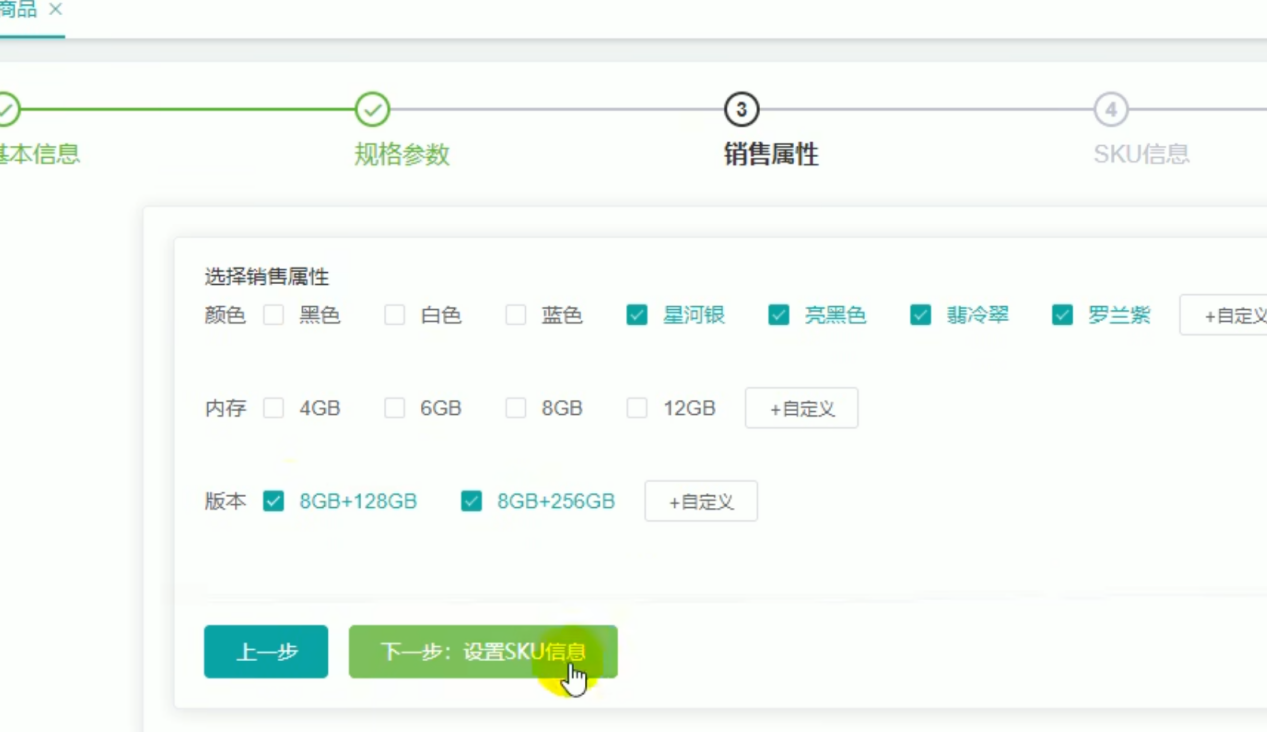 商品 ×
3
4
基本信息 规格参数 销售属性 SKU信息
选择销售属性
颜色 黑色 白色 蓝色 星河银 亮黑色 翡冷翠 罗兰紫 +自定义
内存 4GB 6GB 8GB 12GB +自定义
版本 8GB+128GB 8GB+256GB +自定义
上一步 下一步：设置SKU信息